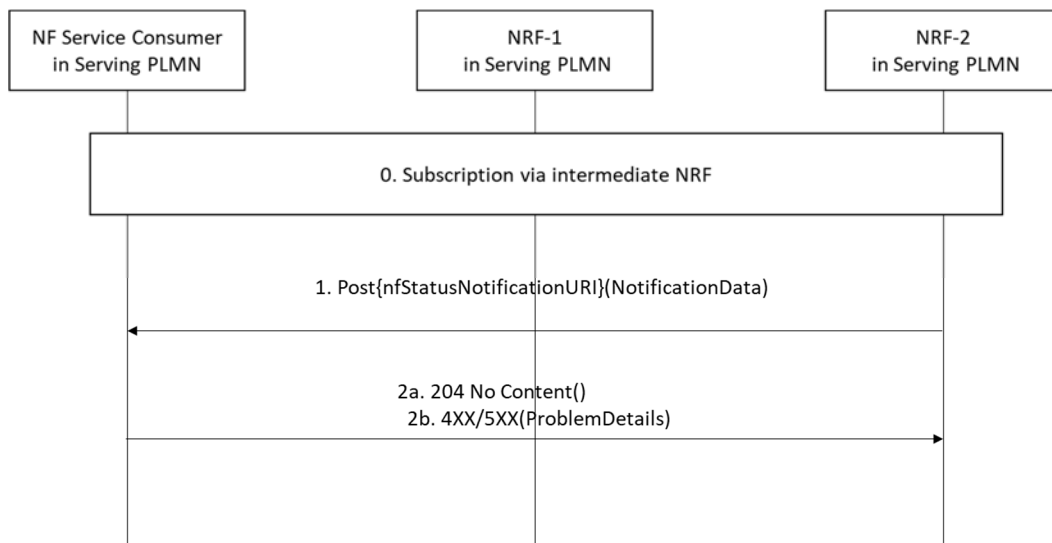 NF Service Consumer
in Serving PLMN
NRF-1
in Serving PLMN
NRF-2
in Serving PLMN
0. Subscription via intermediate NRF
1. Post{nfStatusNotificationURI}(NotificationData)
2a. 204 No Content()
2b. 4XX/5XX(ProblemDetails)